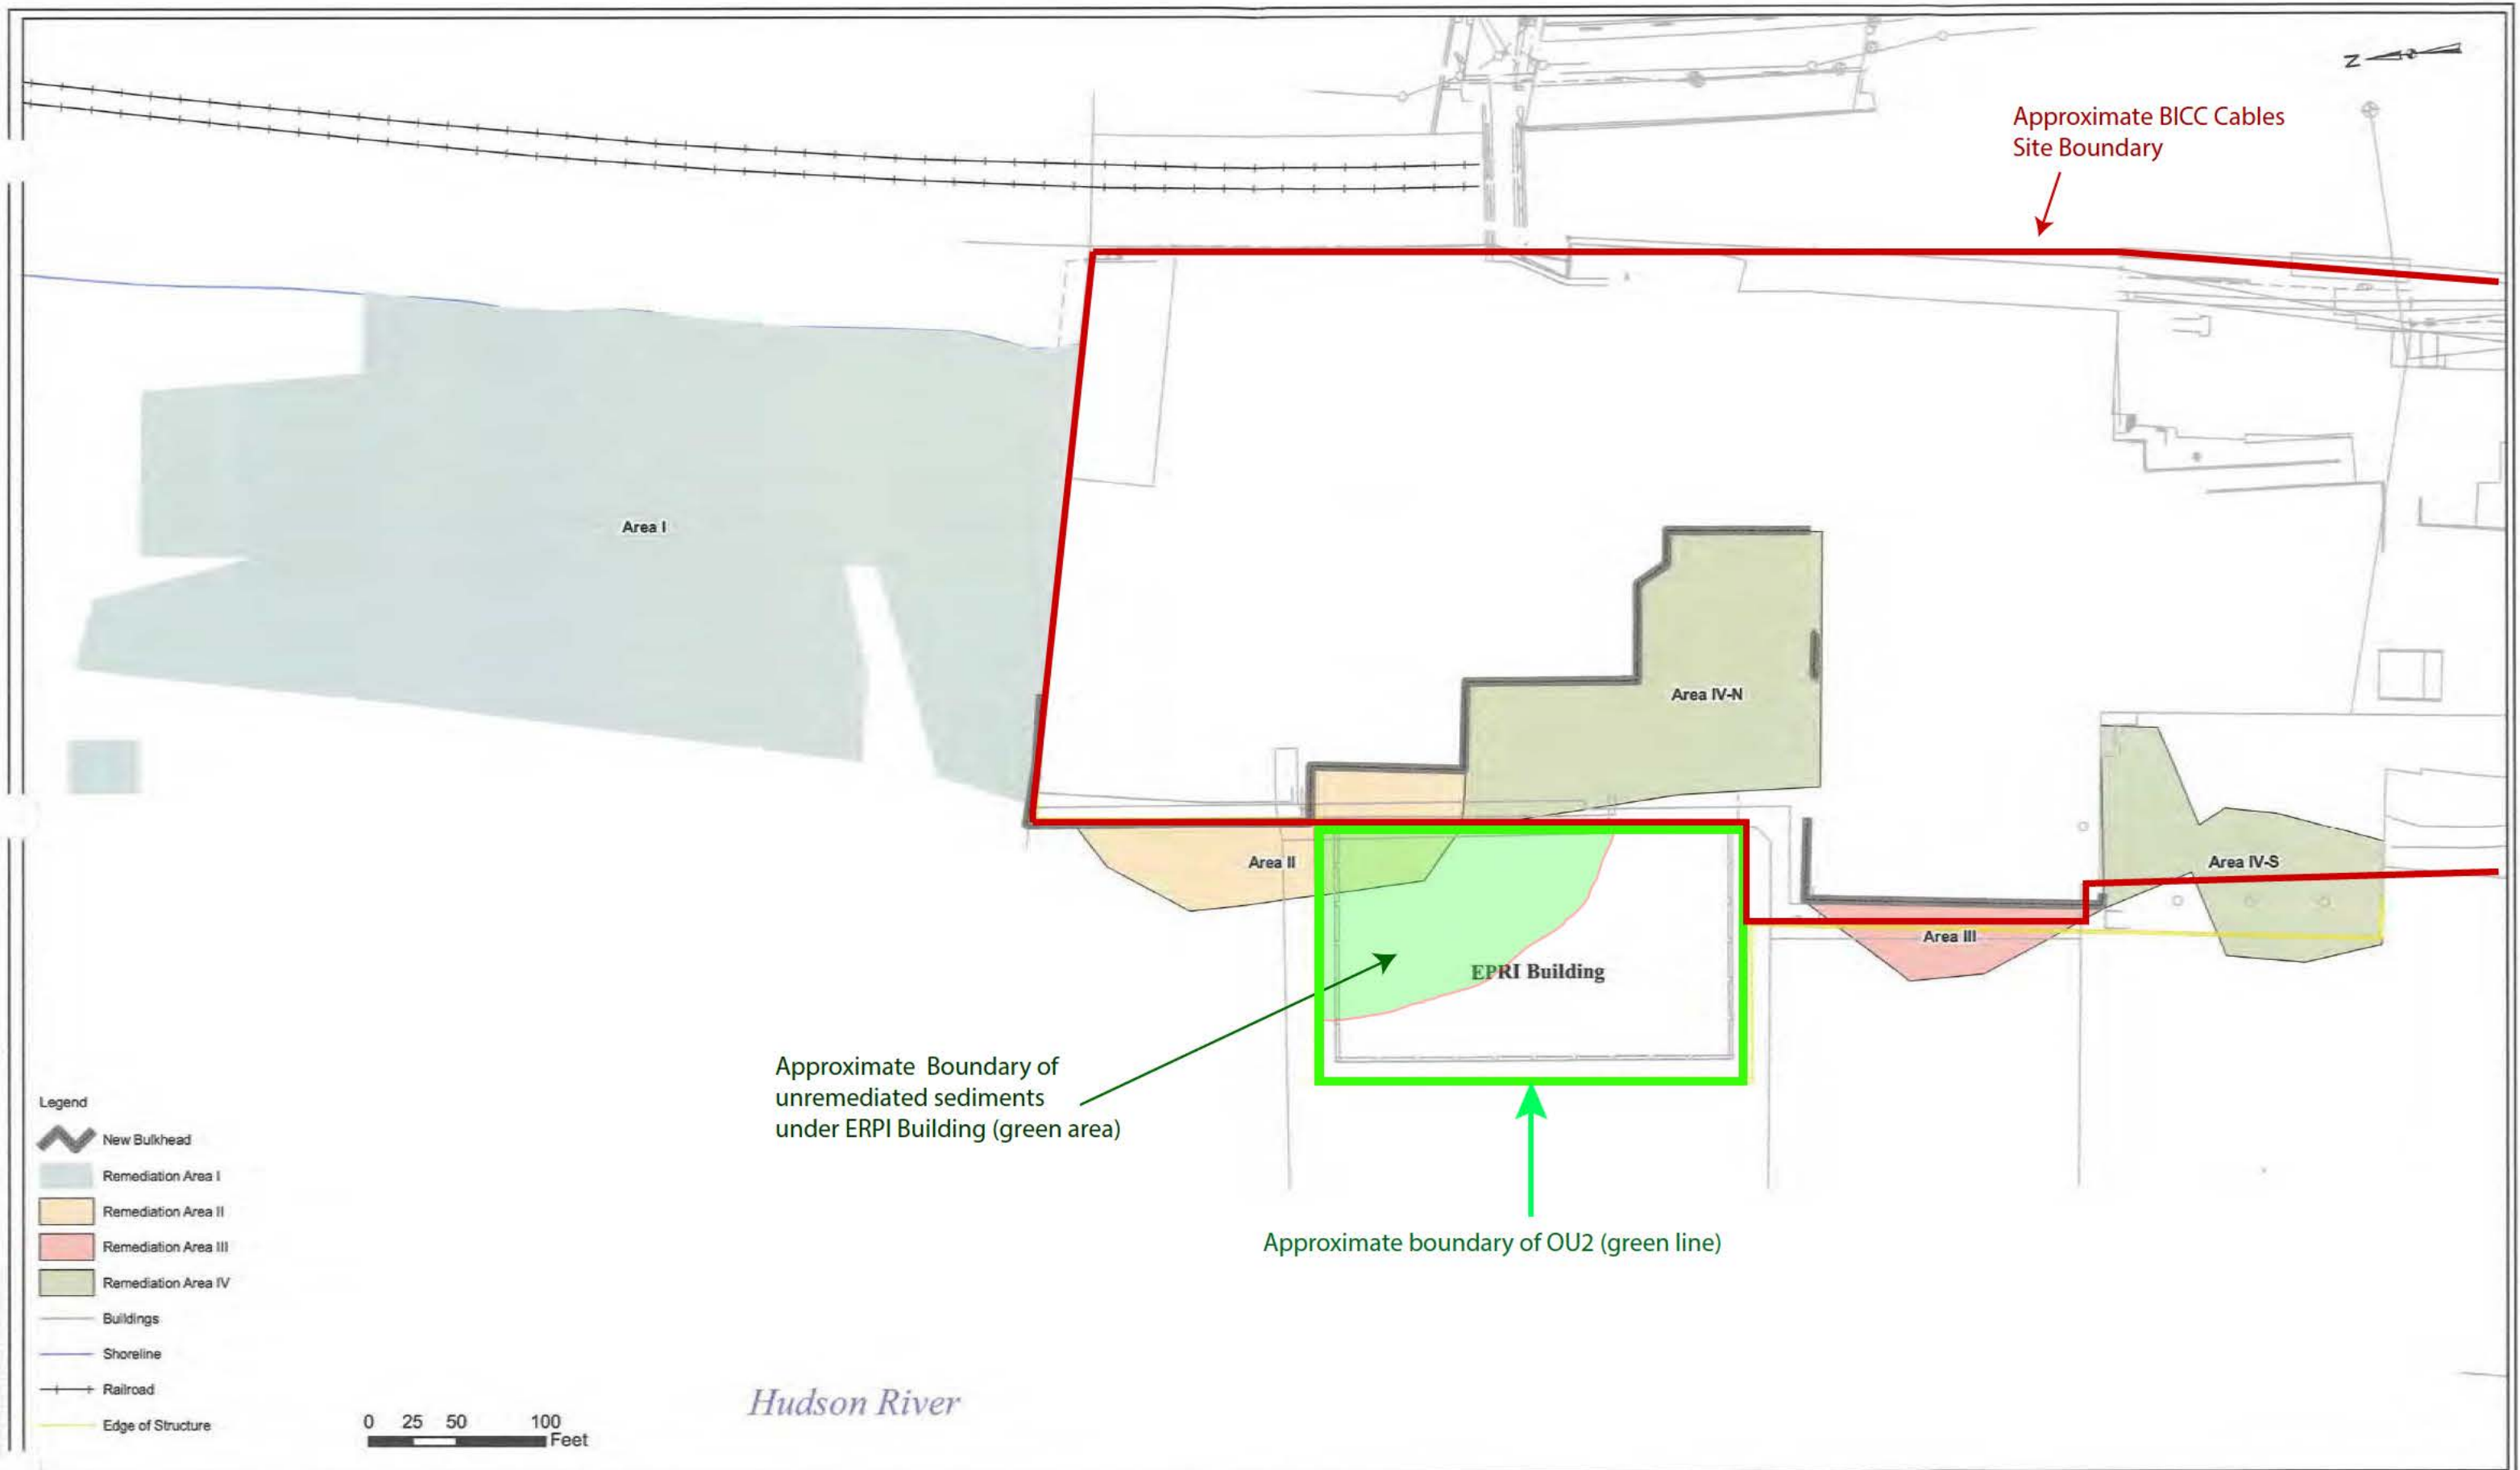 N
Approximate BICC Cables
Site Boundary
Area I
Area IV-N
Area II
Area IV-S
Area III
EPRI Building
Approximate Boundary of
unremediated sediments
under ERPI Building (green area)
Approximate boundary of OU2 (green line)
Legend
New Bulkhead
Remediation Area I
Remediation Area II
Remediation Area III
Remediation Area IV
Buildings
Shoreline
Railroad
Edge of Structure
0 25 50 100
Feet
Hudson River